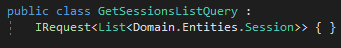 public class GetSessionsListQuery :
IRequest<List<Domain.Entities.Session>> { }